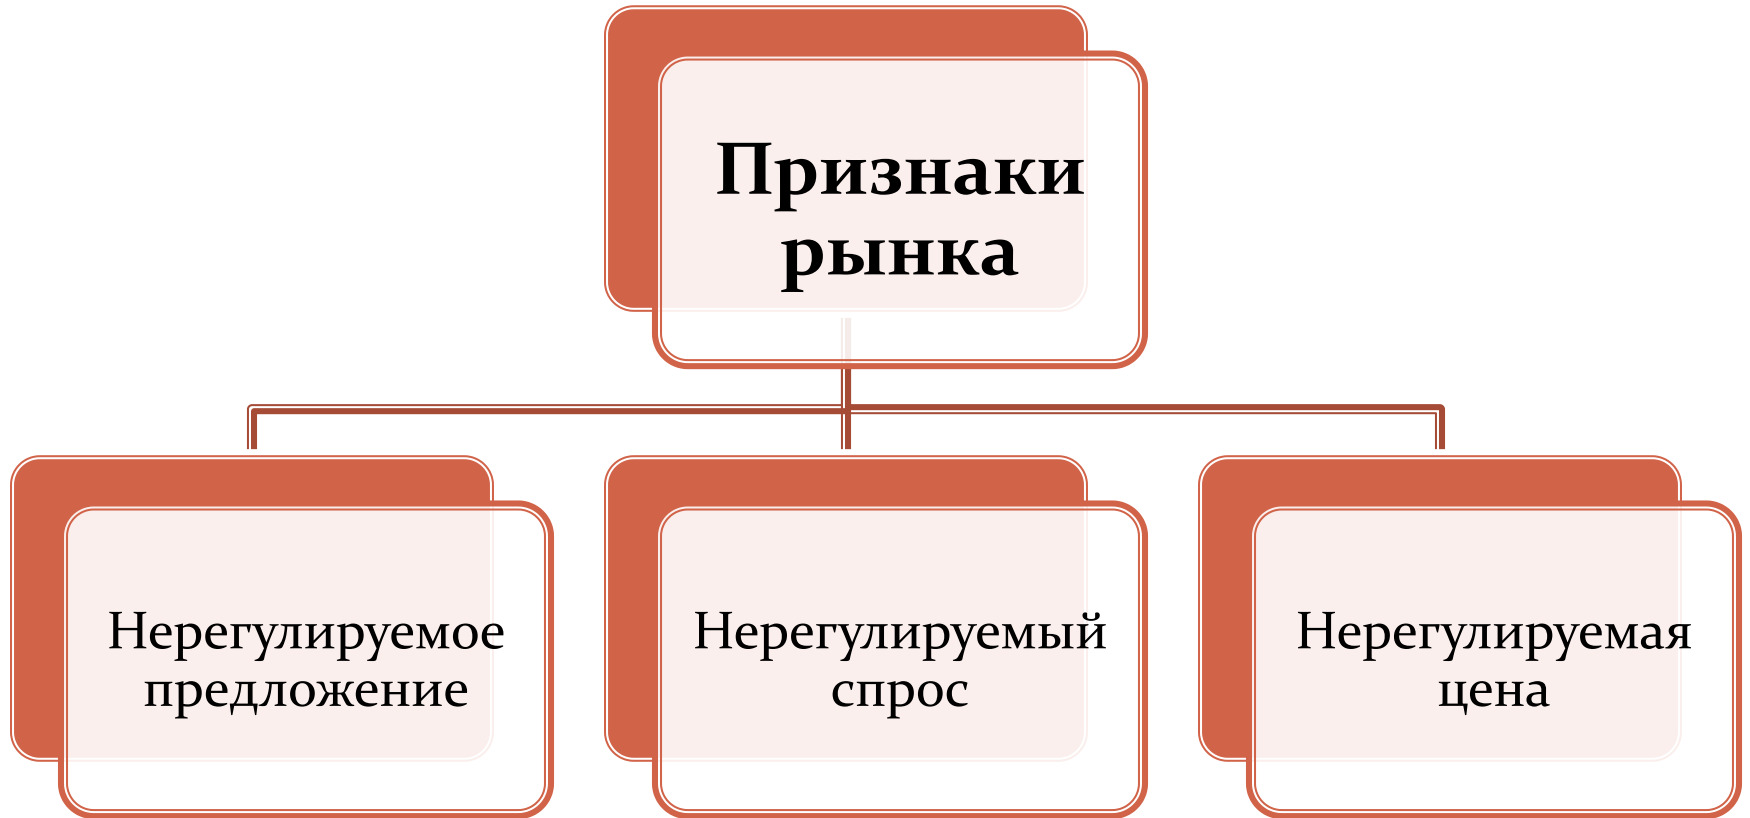 Признаки
рынка
Нерегулируемое
предложение
Нерегулируемый
спрос
Нерегулируемая
цена